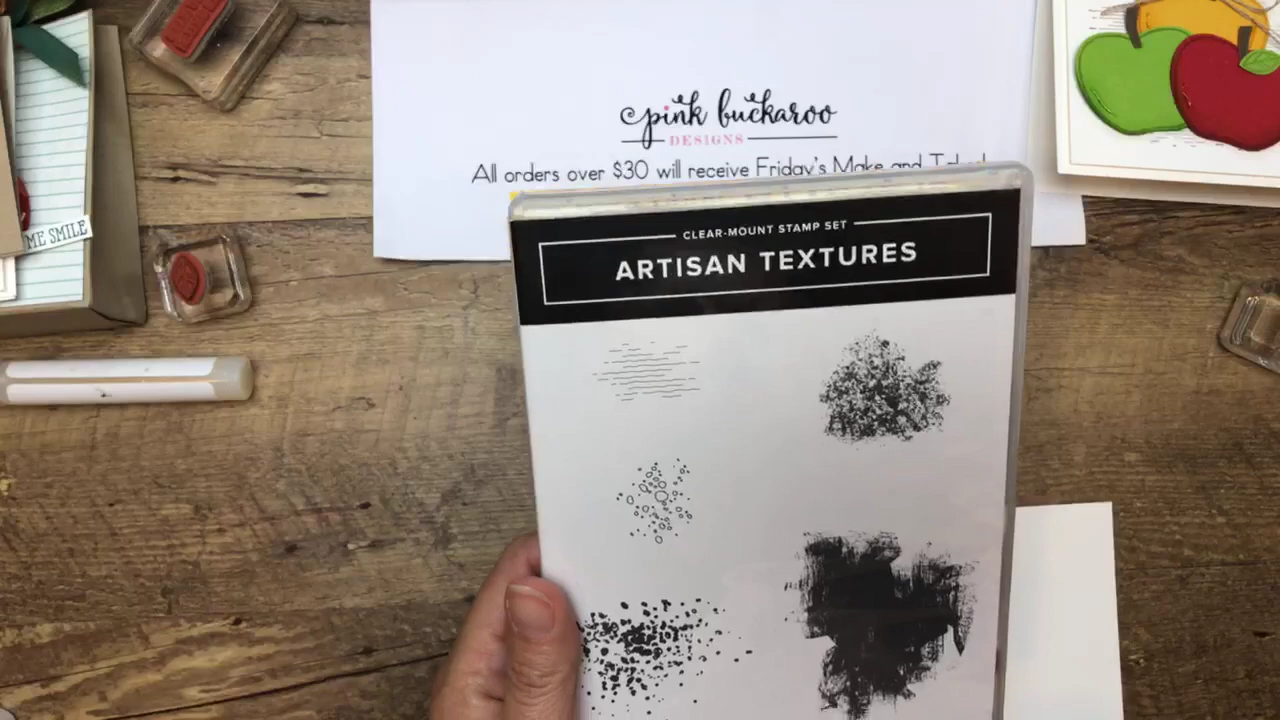 pink buckaroo
DESIGNS
All orders over $30 will receive Friday's Make and
CLEAR-MOUNT STAMP SET
ARTISAN TEXTURES
ME SMILE